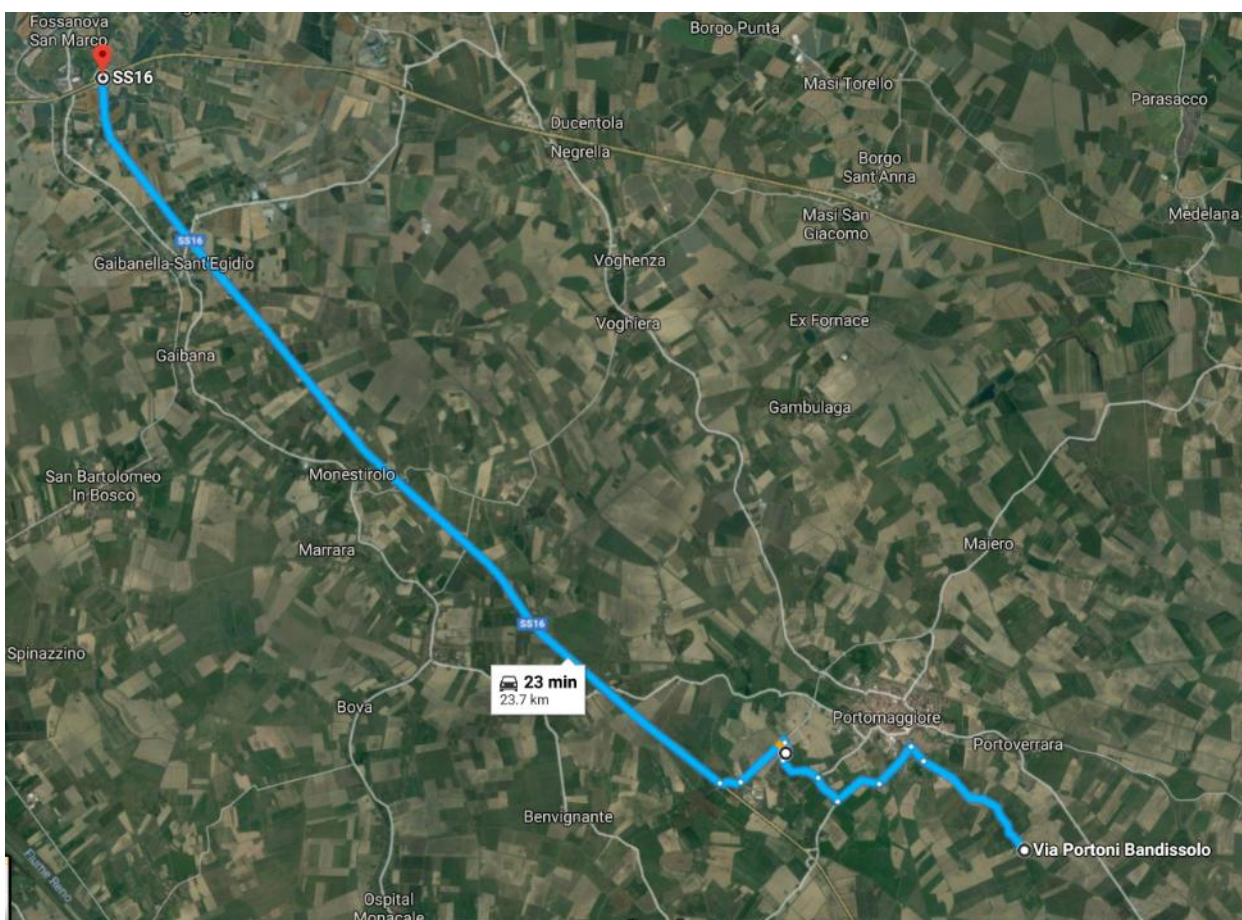 Fossanova
San Marco
SS16
Borgo Punta
Masi Torello
Parasacco
Ducentola
Negrella
Borgo
Sant'Anna
Masi San
Giacomo
Medelana
SS16
Gaibanella-Sant'Egidio
Voghenza
Voghiera
Ex Fornace
Gaibana
Gambulaga
Monestirolo
San Bartolomeo
In Bosco
Marrara
Maiero
SS16
Spinazzino
23 min
23.7 km
Bova
Portomaggiore
Portoverrara
Benvignante
Via Portoni Bandissolo
Fiume Reno
Ospital
Monacale